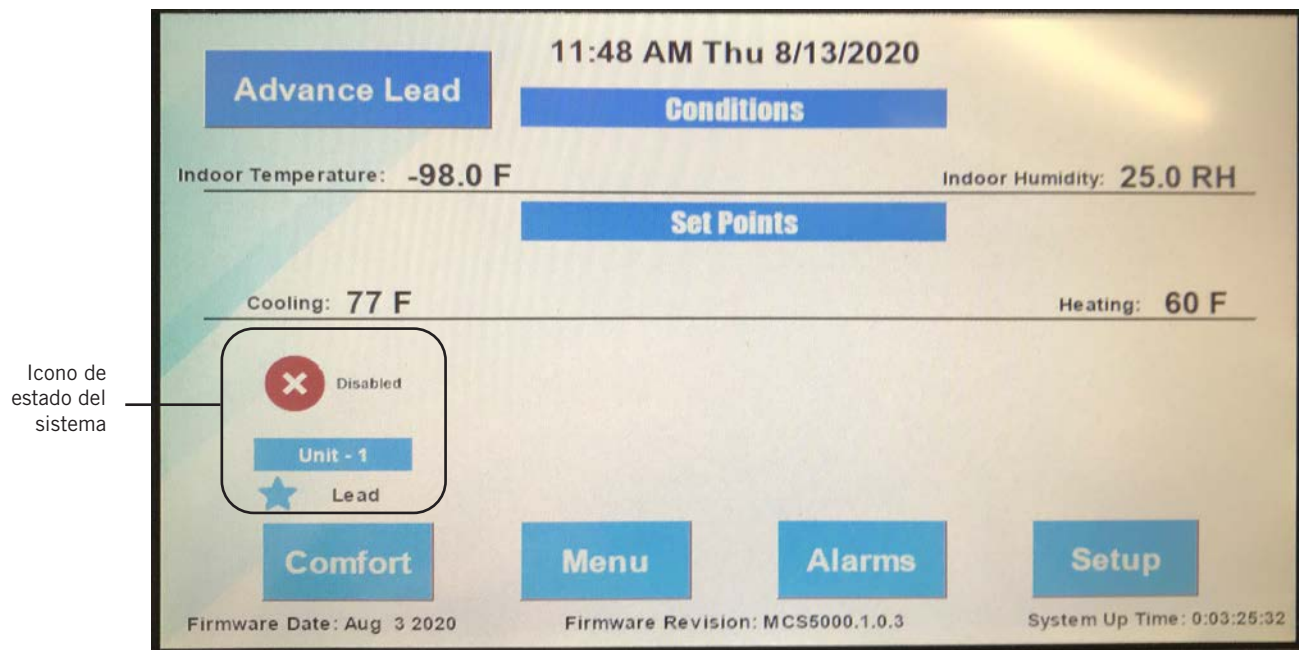 11:48 AM Thu 8/13/2020
Advance Lead
Conditions
Indoor Temperature: -98.0 F
Indoor Humidity: 25.0 RH
Set Points
Cooling: 77 F
Heating: 60 F
Icono de
estado del
sistema
Disabled
Unit - 1
Lead
Comfort
Menu
Alarms
Setup
Firmware Date: Aug 3 2020
Firmware Revision: MCS5000.1.0.3
System Up Time: 0:03:25:32